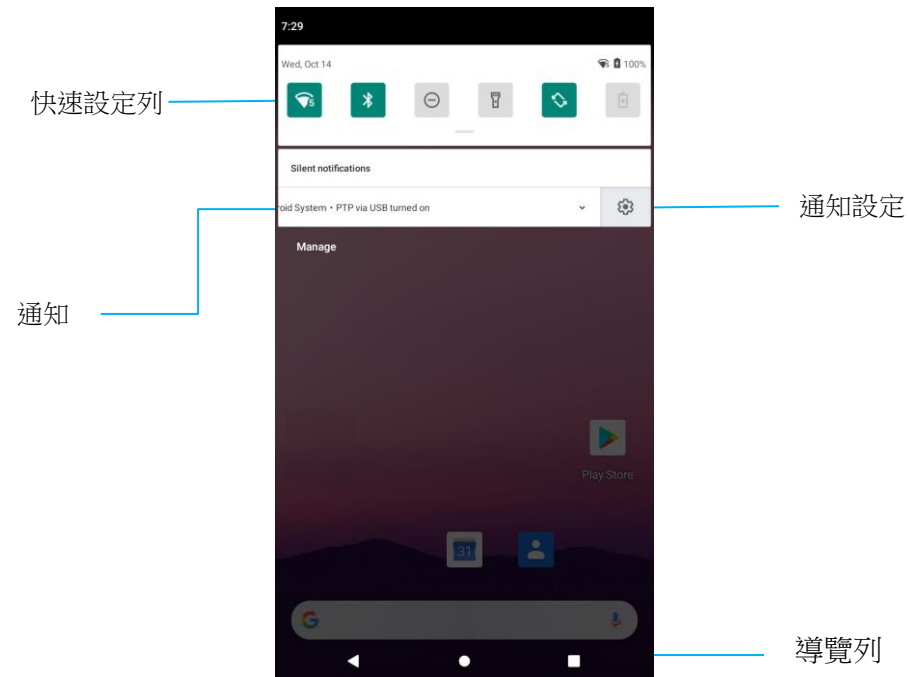 7:29
Wed, Oct 14
100%
快速設定列
Silent notifications
oid System • PTP via USB turned on
通知設定
Manage
通知
Play Store
31
G
導覽列